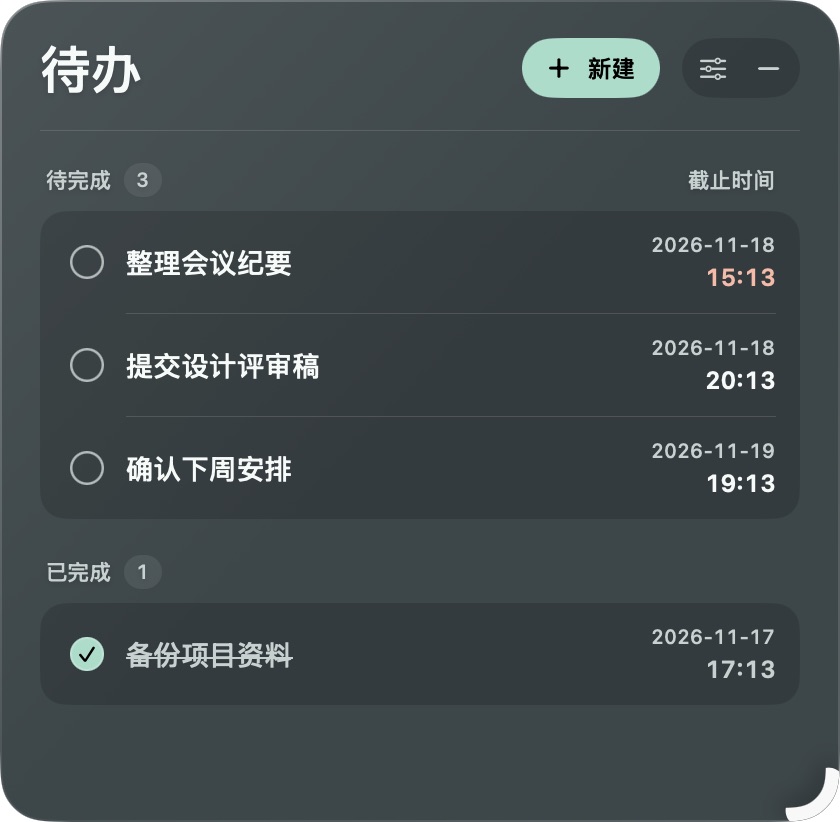 待办
+ 新建
待完成 3 截止时间
整理会议纪要 2026-11-18
15:13
提交设计评审稿 2026-11-18
20:13
确认下周安排 2026-11-19
19:13
已完成 1
备份项目资料 2026-11-17
17:13